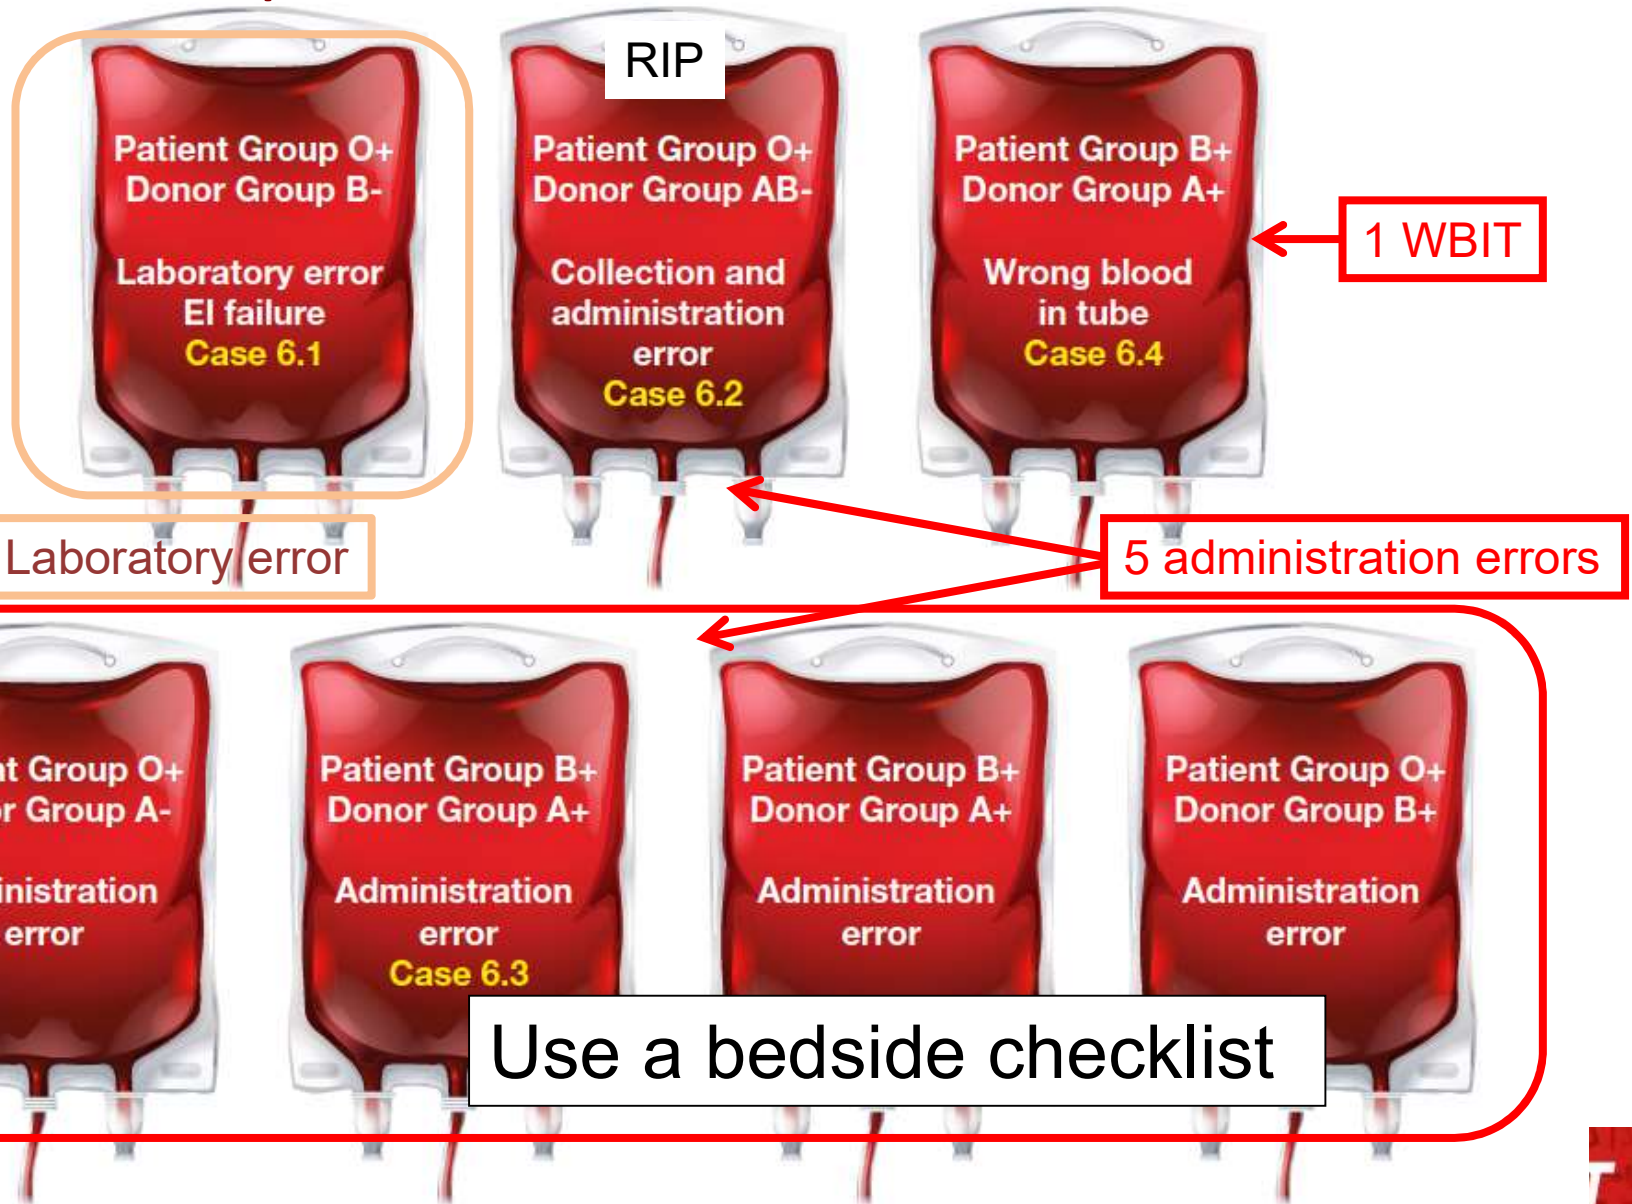 RIP
Patient Group O+
Donor Group B-
Laboratory error
EI failure
Case 6.1
Patient Group O+
Donor Group AB-
Collection and
administration
error
Case 6.2
Patient Group B+
Donor Group A+
Wrong blood
in tube
Case 6.4
1 WBIT
Laboratory error
5 administration errors
Group O+
Group A-
error
Patient Group B+
Donor Group A+
Administration
error
Case 6.3
Patient Group B+
Donor Group A+
Administration
error
Patient Group O+
Donor Group B+
Administration
error
Use a bedside checklist